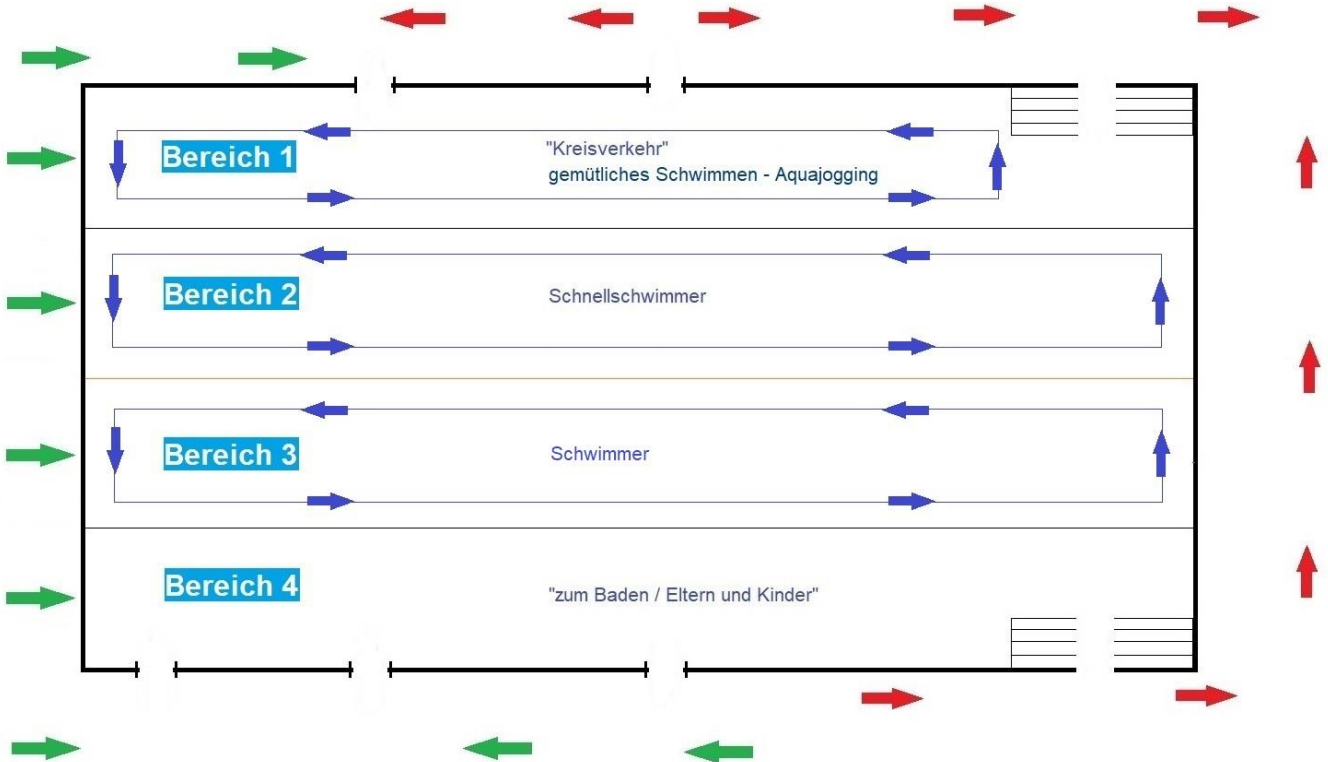 Bereich 1
"Kreisverkehr"
gemütliches Schwimmen - Aquajogging
Bereich 2
Schnellschwimmer
Bereich 3
Schwimmer
Bereich 4
"zum Baden / Eltern und Kinder"